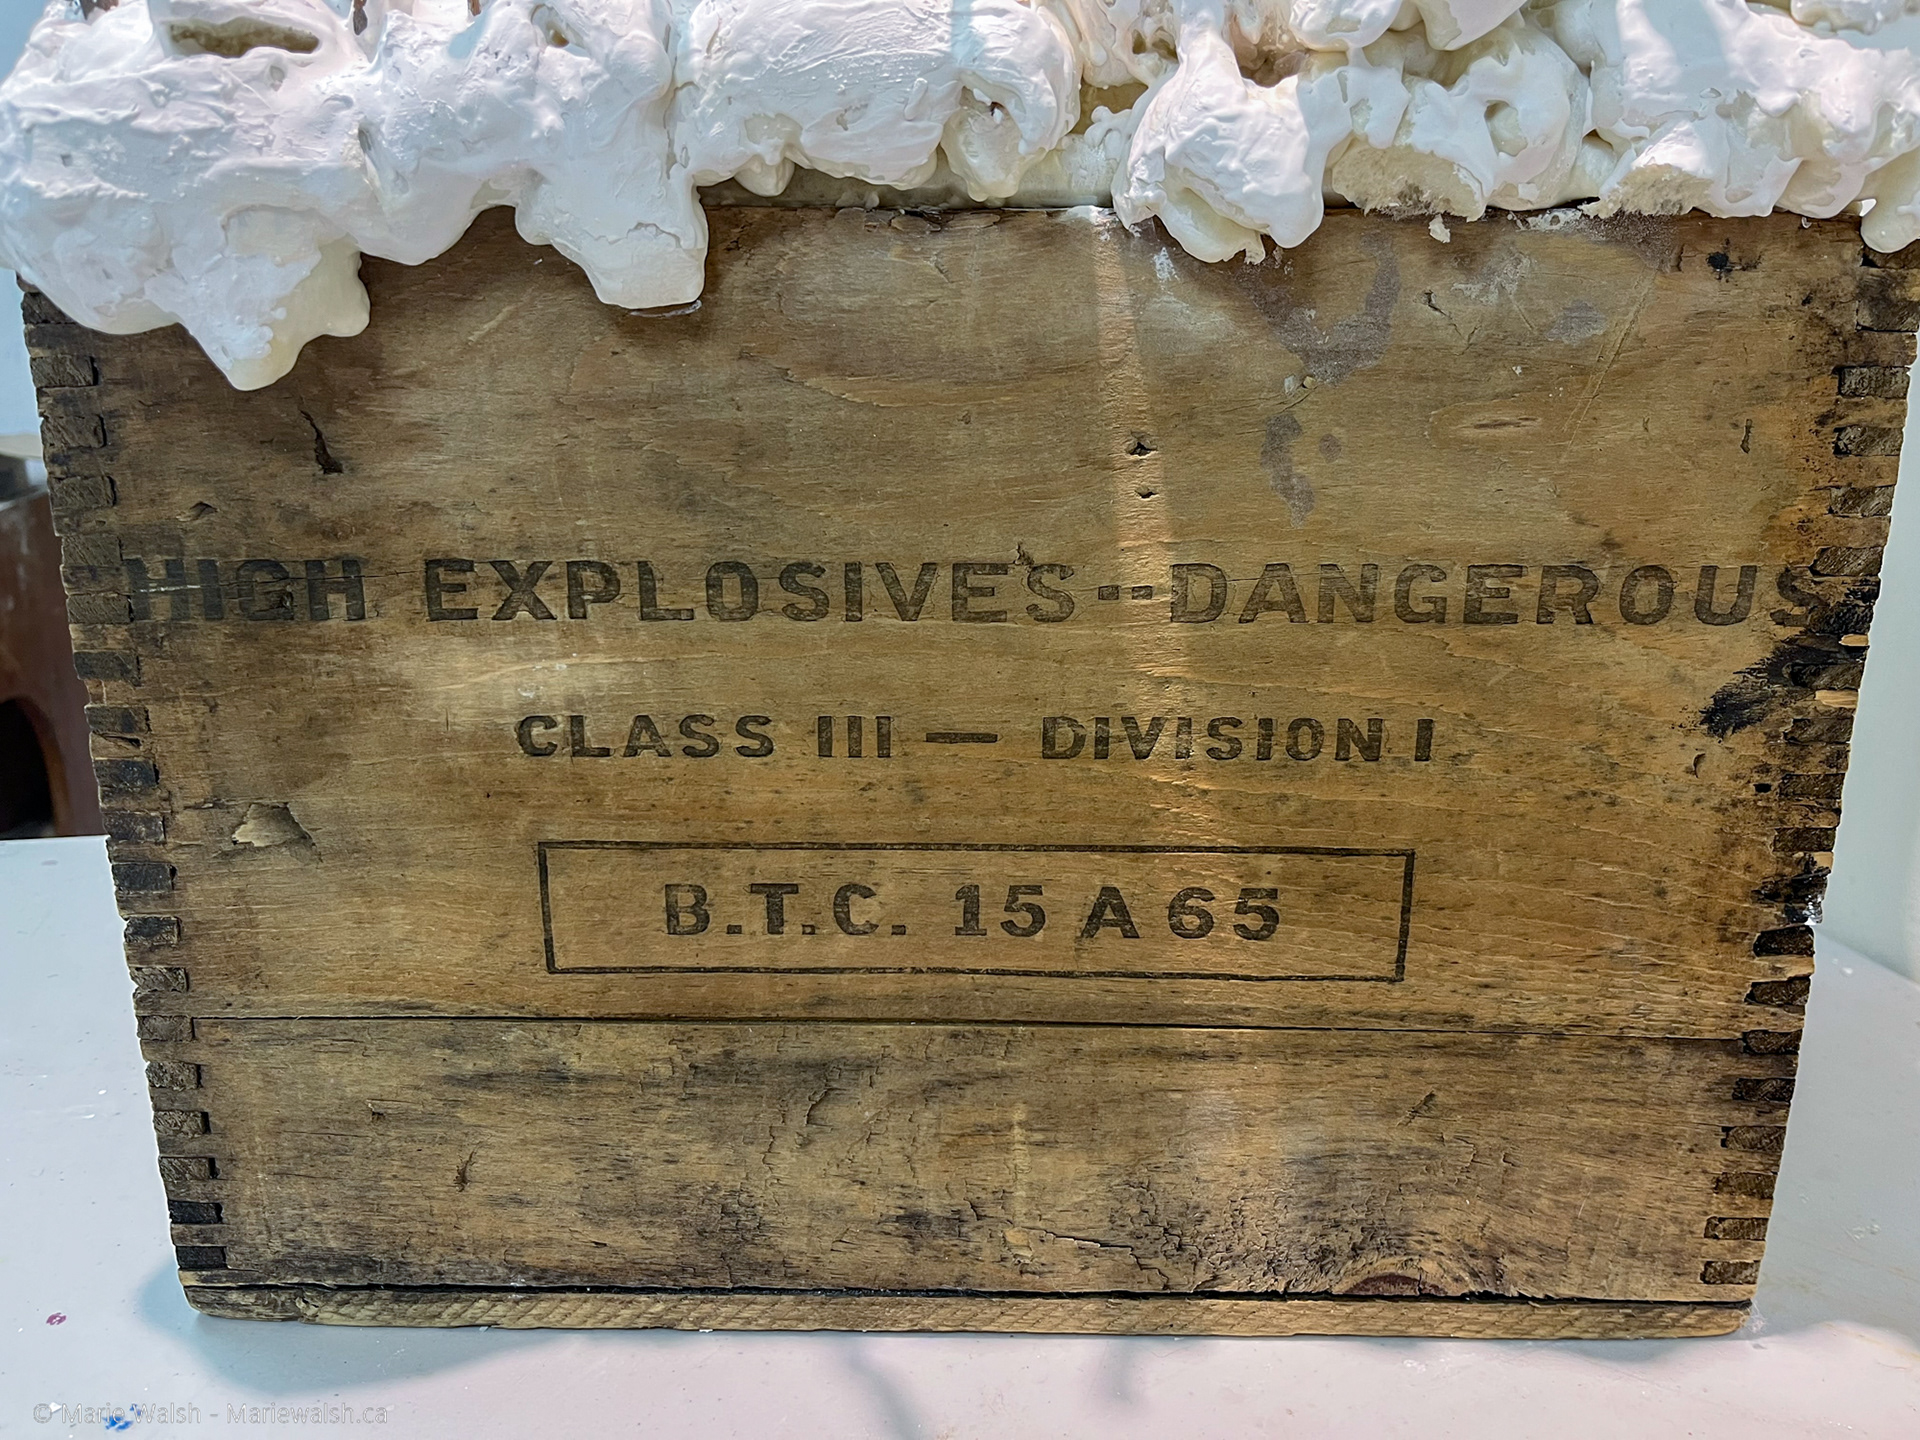 HIGH EXPLOSIVES--DANGEROUS
CLASS III — DIVISION I
B.T.C. 15 A 65
© Marie Walsh - Mariewalsh.ca